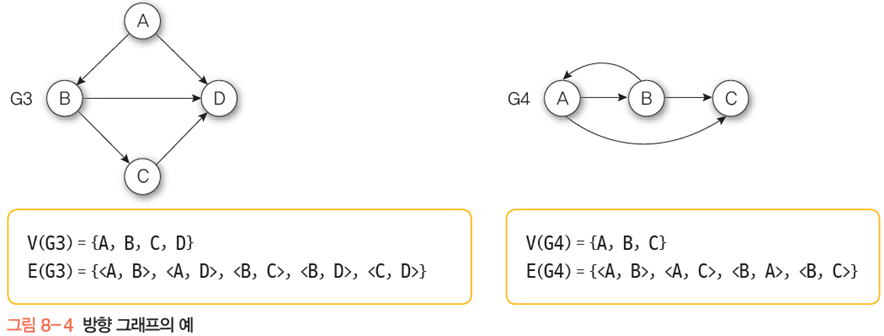 G3
A
B
D
C
G4
A
B
C
V(G3) = {A, B, C, D}
E(G3) = {<A, B>, <A, D>, <B, C>, <B, D>, <C, D>}
V(G4) = {A, B, C}
E(G4) = {<A, B>, <A, C>, <B, A>, <B, C>}
그림 8-4 방향 그래프의 예